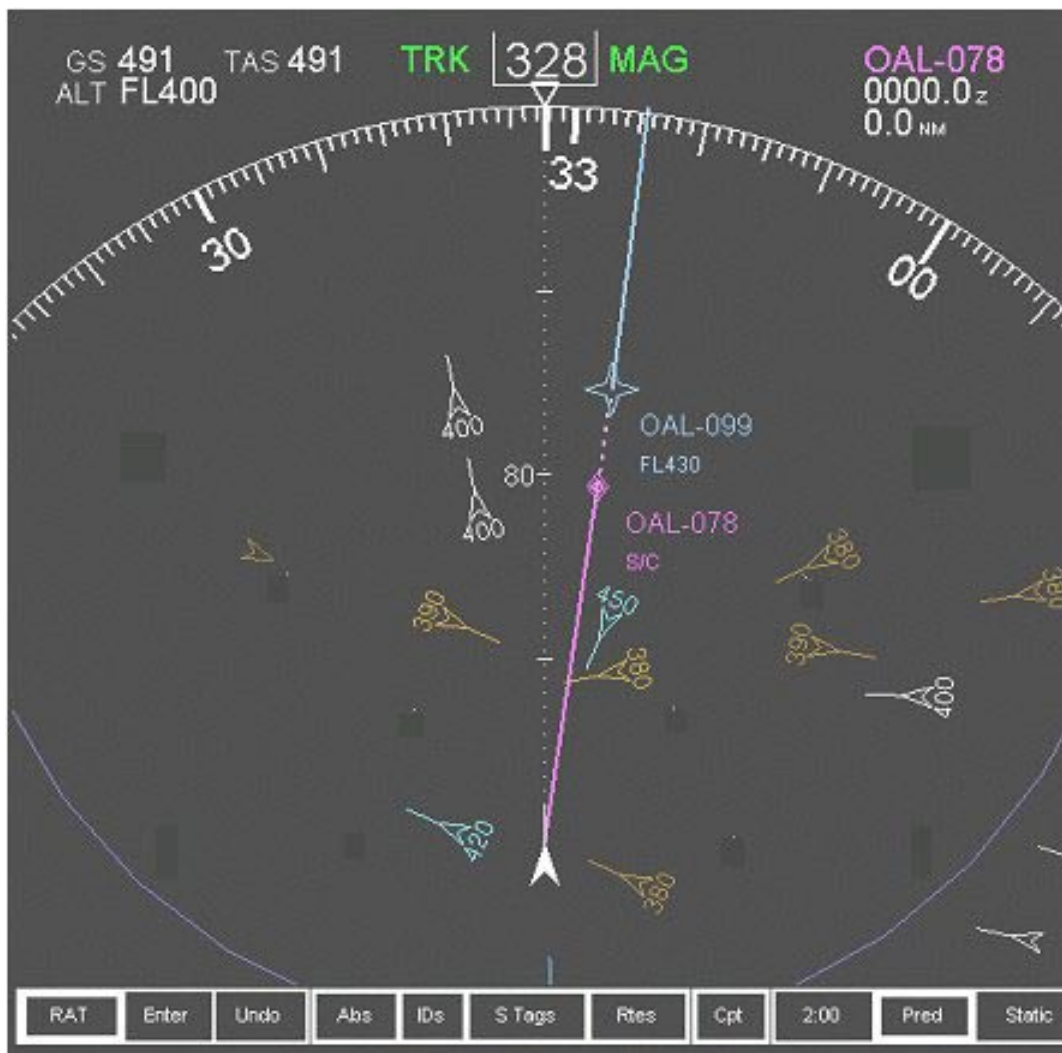 GS 491 TAS 491 TRK 328 MAG OAL-078
ALT FL400 0000.0z
0.0 NM
33
30
00
400
OAL-099
80
FL430
400
OAL-078
S/C
380
450
390
390
380
400
420
380
RAT Enter Undo Abs IDs S Tags Rtes Cpt 2:00 Pred Static